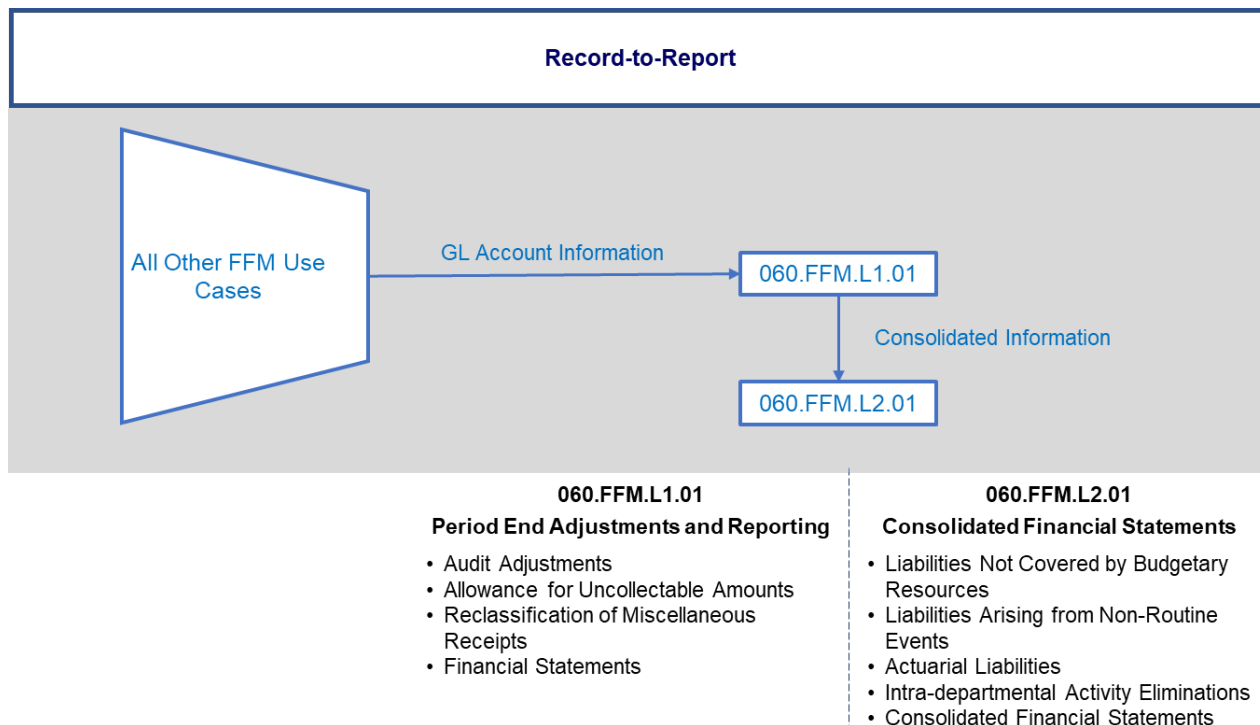 Record-to-Report
All Other FFM Use
Cases
GL Account Information
060.FFM.L1.01
Consolidated Information
060.FFM.L2.01
060.FFM.L1.01
Period End Adjustments and Reporting
• Audit Adjustments
• Allowance for Uncollectable Amounts
• Reclassification of Miscellaneous
Receipts
• Financial Statements
060.FFM.L2.01
Consolidated Financial Statements
• Liabilities Not Covered by Budgetary
Resources
• Liabilities Arising from Non-Routine
Events
• Actuarial Liabilities
• Intra-departmental Activity Eliminations
• Consolidated Financial Statements